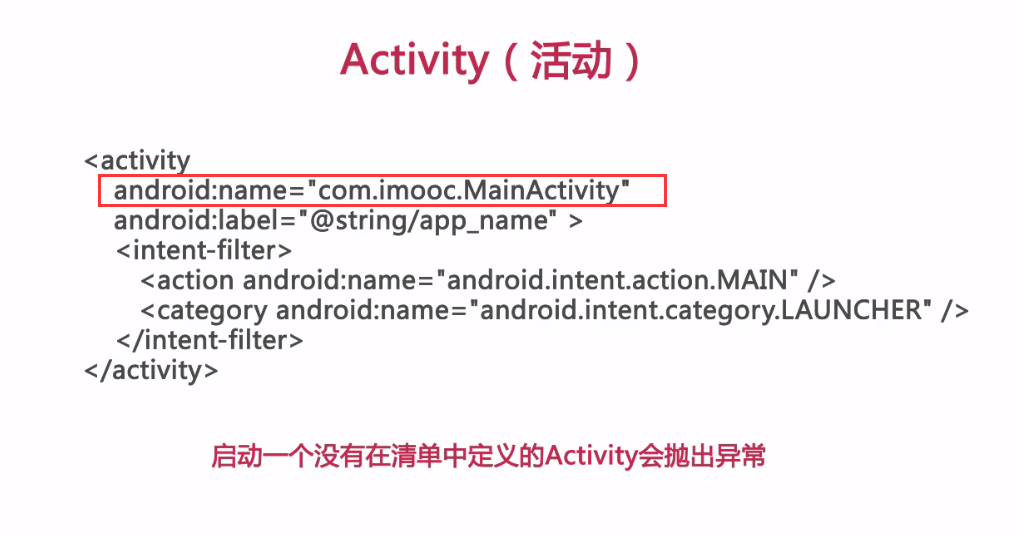 Activity（活动）
<activity
android:name="com.imooc.MainActivity"
android:label="@string/app_name" >
<intent-filter>
<action android:name="android.intent.action.MAIN" />
<category android:name="android.intent.category.LAUNCHER" />
</intent-filter>
</activity>
启动一个没有在清单中定义的Activity会抛出异常